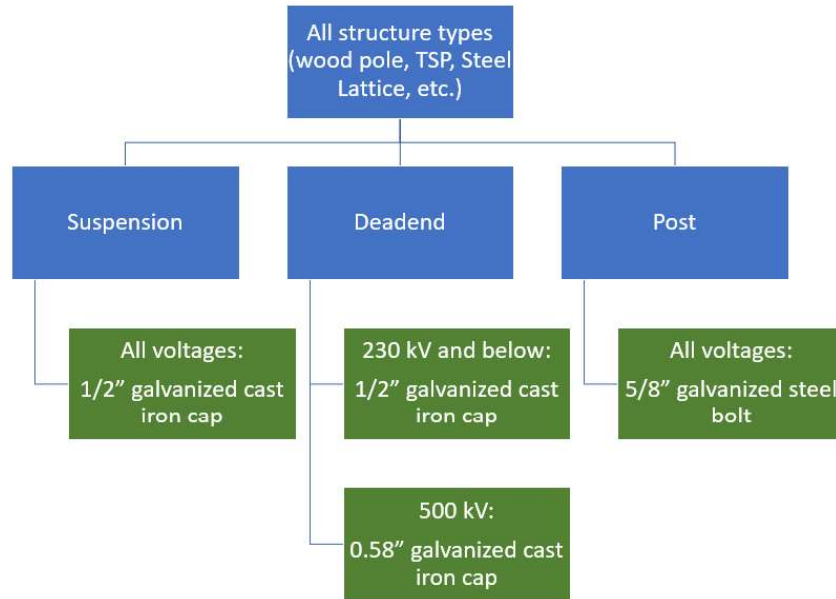 All structure types
(wood pole, TSP, Steel
Lattice, etc.)
Suspension
Deadend
Post
All voltages:
1/2” galvanized cast
iron cap
230 kV and below:
1/2” galvanized cast
iron cap
All voltages:
5/8” galvanized steel
bolt
500 kV:
0.58” galvanized cast
iron cap